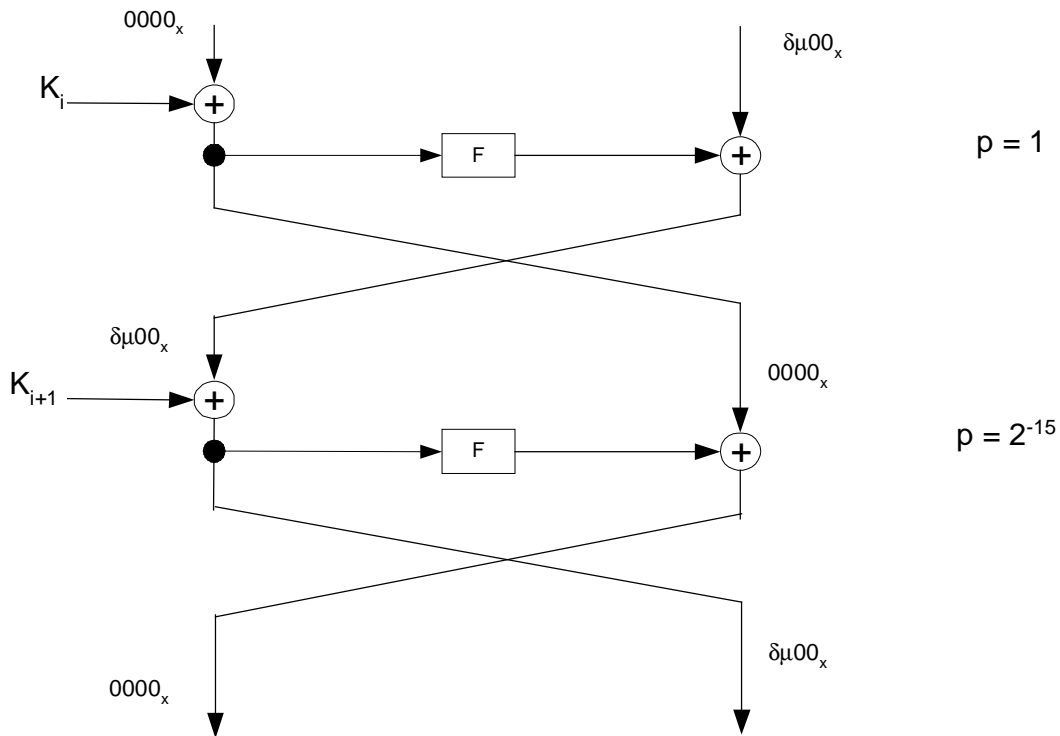 0000x
δμ00x
Ki
+
F
+
p = 1
δμ00x
0000x
Ki+1
+
F
+
p = 2-15
0000x
δμ00x